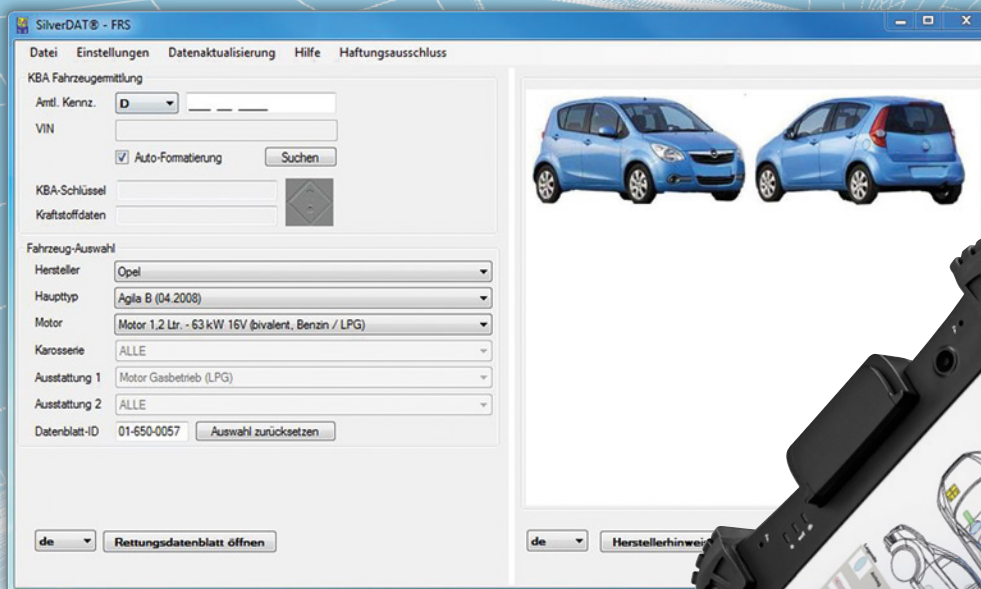 SilverDAT® - FRS
Datei Einstellungen Datenaktualisierung Hilfe Haftungsausschluss
KBA Fahrzeugermittlung
Amtl. Kennz. D
VIN
Auto-Formatierung Suchen
KBA-Schlüssel
Kraftstoffdaten
Fahrzeug-Auswahl
Hersteller Opel
Haupttyp Agila B (04.2008)
Motor Motor 1,2 Ltr. - 63 kW 16V (bivalent, Benzin / LPG)
Karosserie ALLE
Ausstattung 1 Motor Gasbetrieb (LPG)
Ausstattung 2 ALLE
Datenblatt-ID 01-650-0057 Auswahl zurücksetzen
de Rettungsdatenblatt öffnen
de Herstellerhinwei